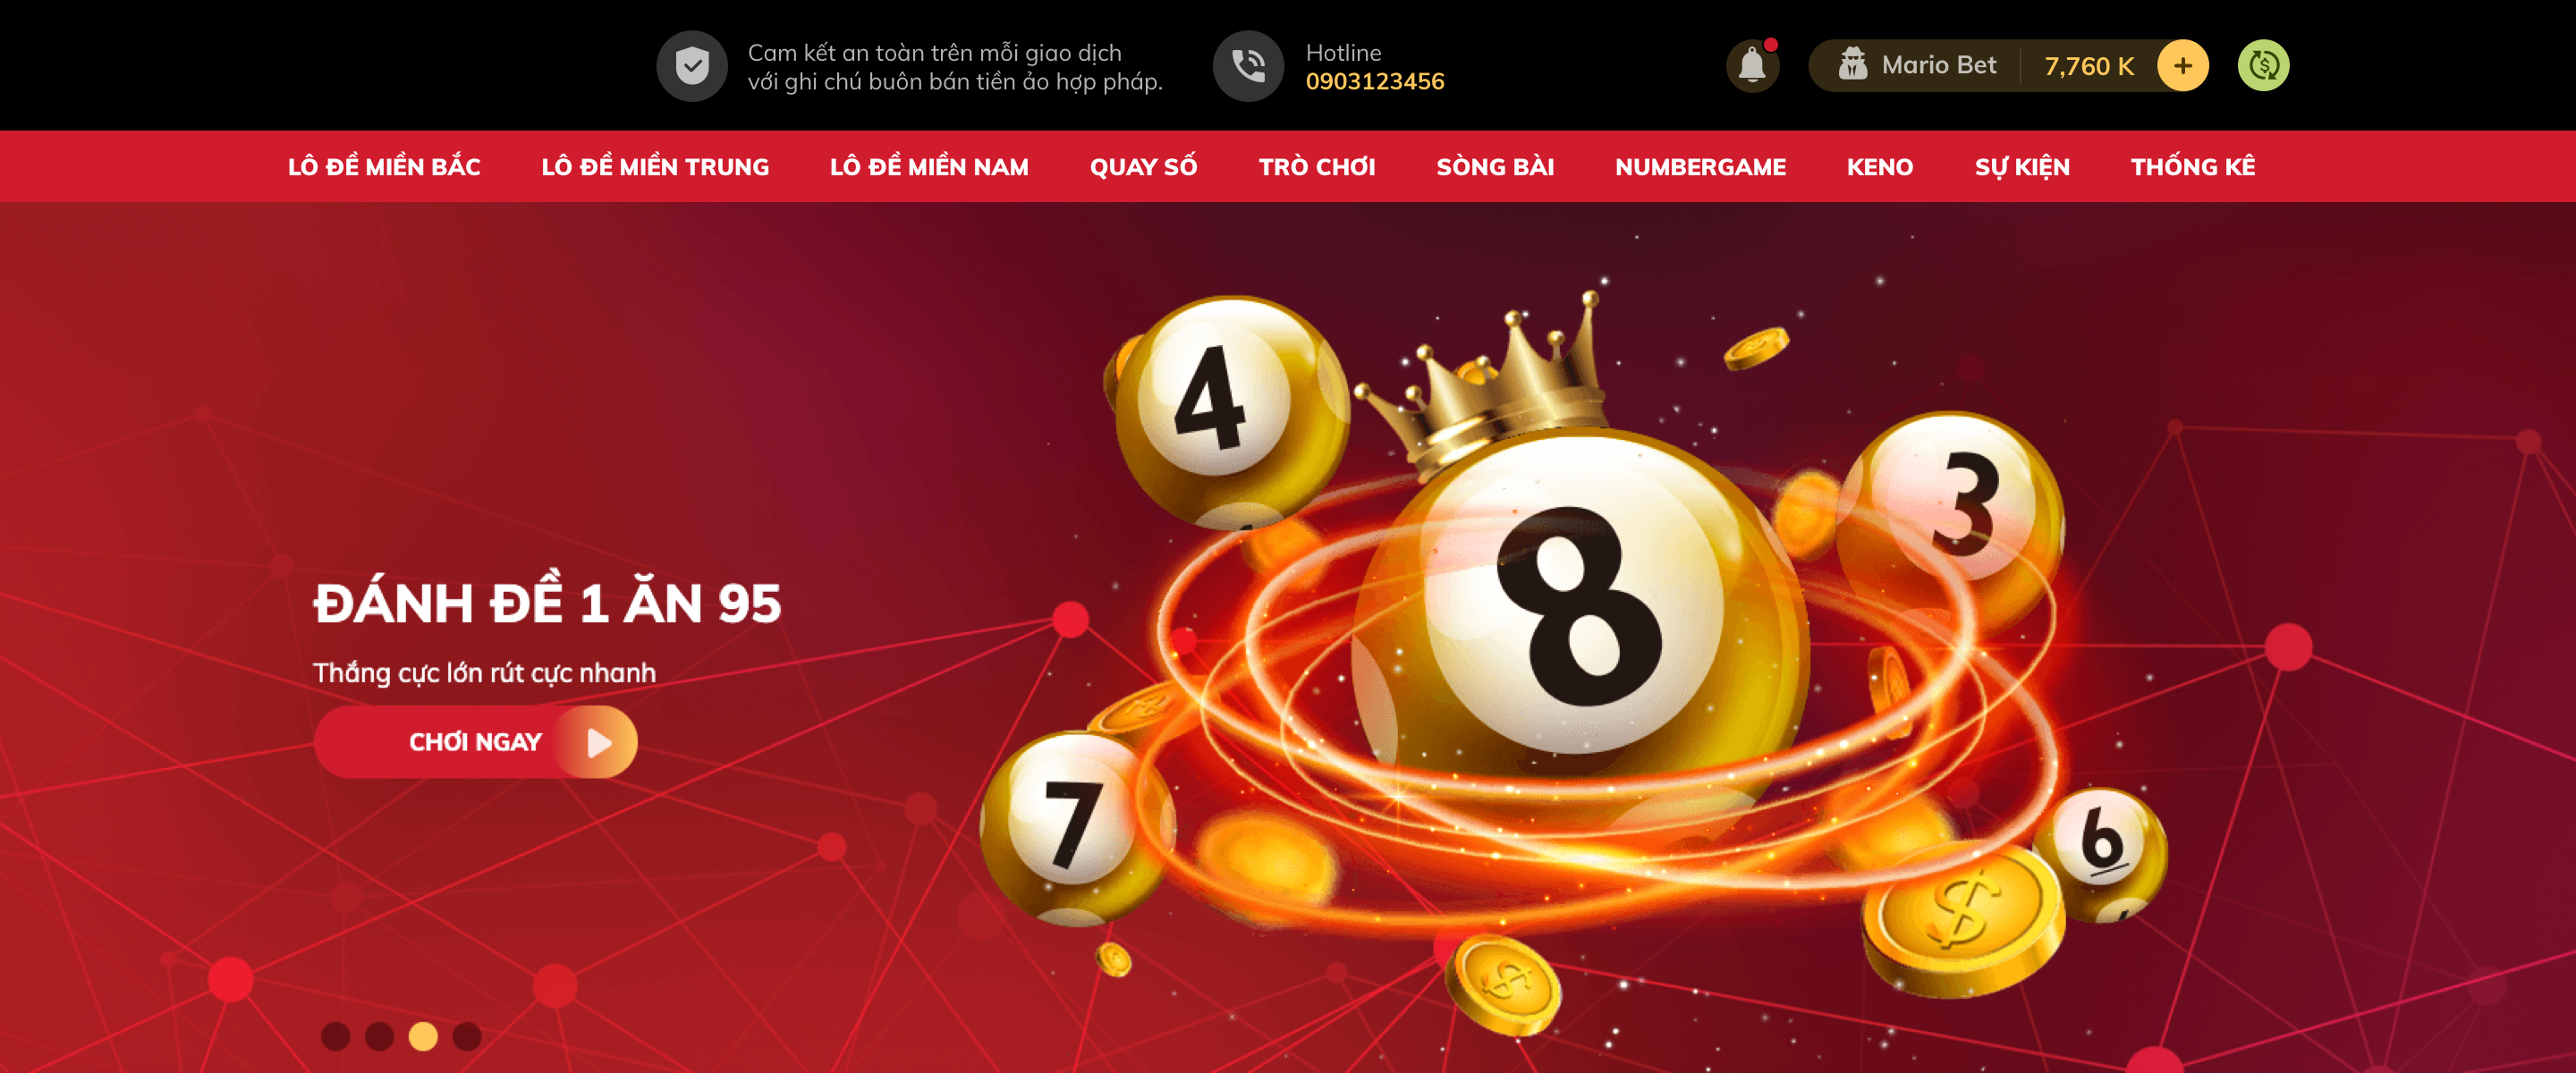 Cam kết an toàn trên mỗi giao dịch
với ghi chú buôn bán tiền ảo hợp pháp.
Hotline
0903123456
Mario Bet
7,760 K
LÔ ĐỀ MIỀN BẮC
LÔ ĐỀ MIỀN TRUNG
LÔ ĐỀ MIỀN NAM
QUAY SỐ
TRÒ CHƠI
SÒNG BÀI
NUMBERGAME
KENO
SỰ KIỆN
THỐNG KÊ
ĐÁNH ĐỀ 1 ĂN 95
Thắng cực lớn rút cực nhanh
CHƠI NGAY
4
8
3
7
6